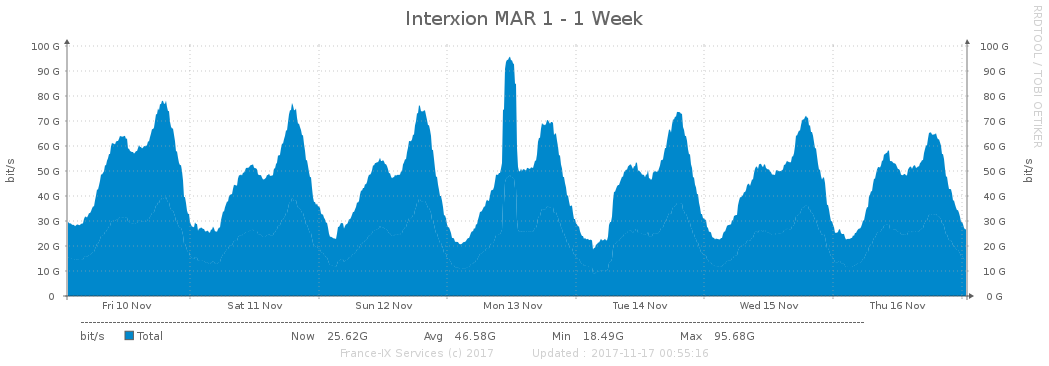 Interxion MAR 1 - 1 Week
RRDTOOL / TOBI OETIKER
bit/s
100 G 100 G
90 G 90 G
80 G 80 G
70 G 70 G
60 G 60 G
50 G 50 G
40 G 40 G
30 G 30 G
20 G 20 G
10 G 10 G
0 0 G
bit/s
Fri 10 Nov Sat 11 Nov Sun 12 Nov Mon 13 Nov Tue 14 Nov Wed 15 Nov Thu 16 Nov
bit/s Total Now 25.62G Avg 46.58G Min 18.49G Max 95.68G
France-IX Services (c) 2017 Updated : 2017-11-17 00:55:16